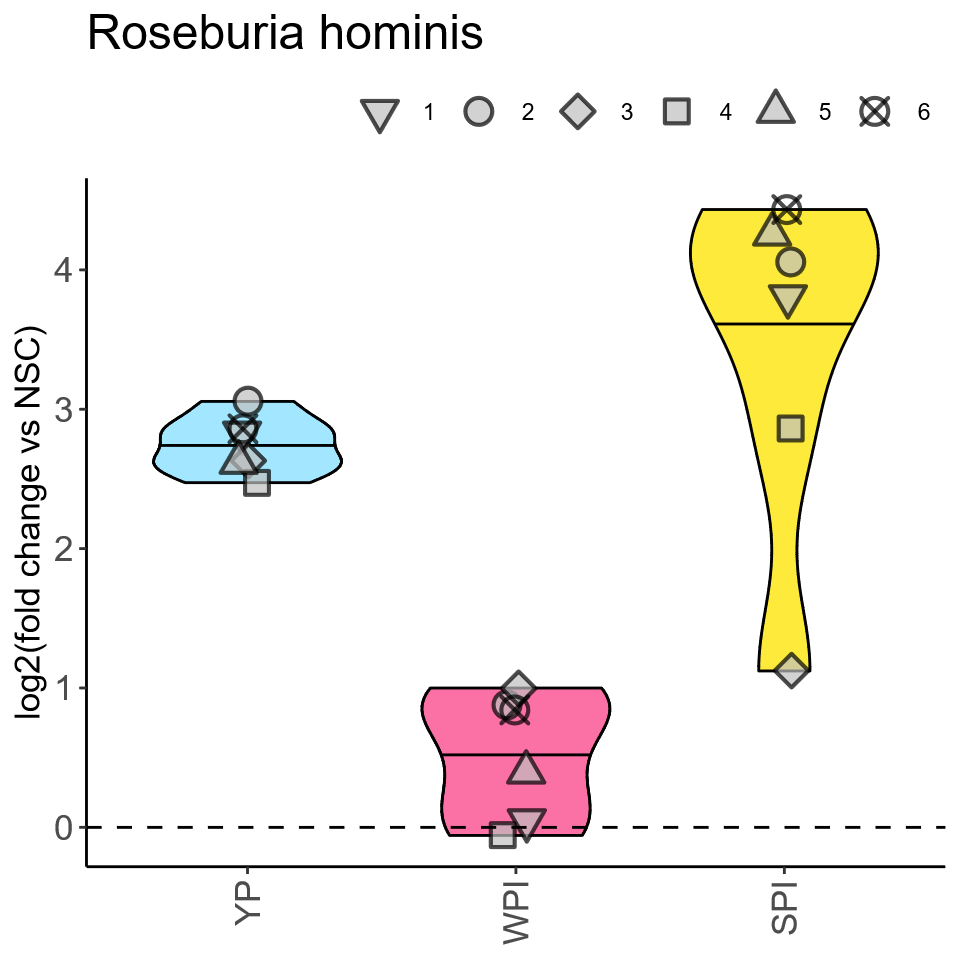 Roseburia hominis
1 2 3 4 5 6
log2(fold change vs NSC)
4
3
2
1
0
YP
WPI
SPI